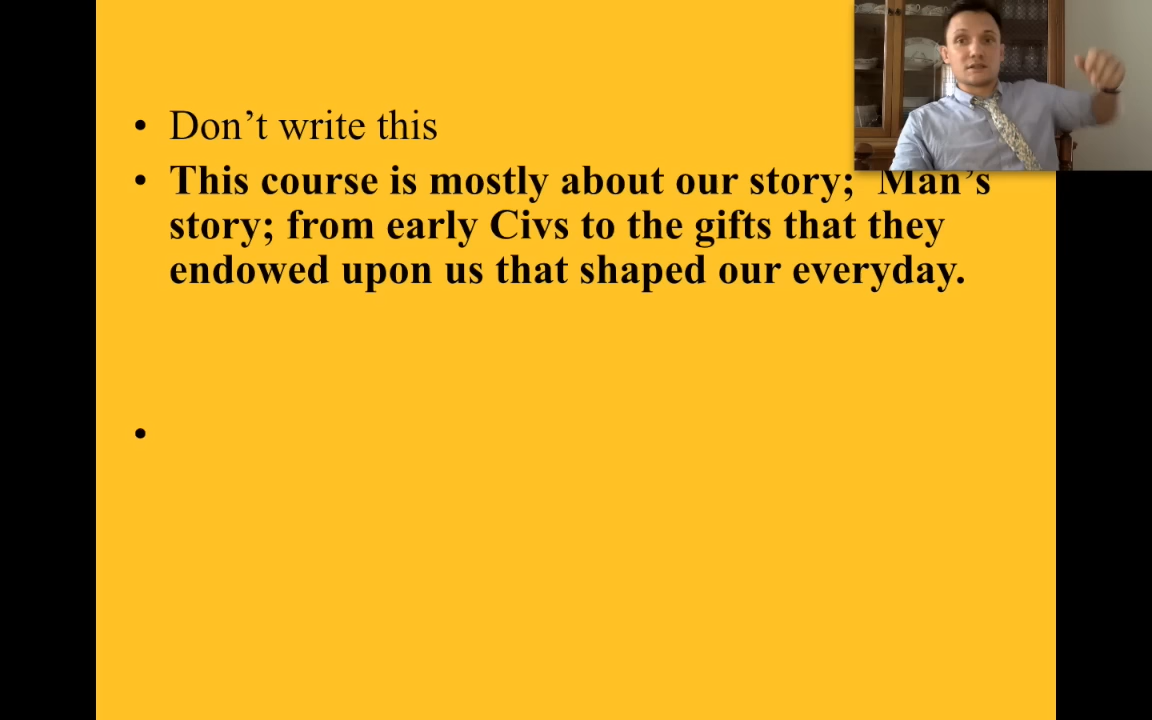 • Don’t write this
• This course is mostly about our story; Man’s
story; from early Civs to the gifts that they
endowed upon us that shaped our everyday.
•